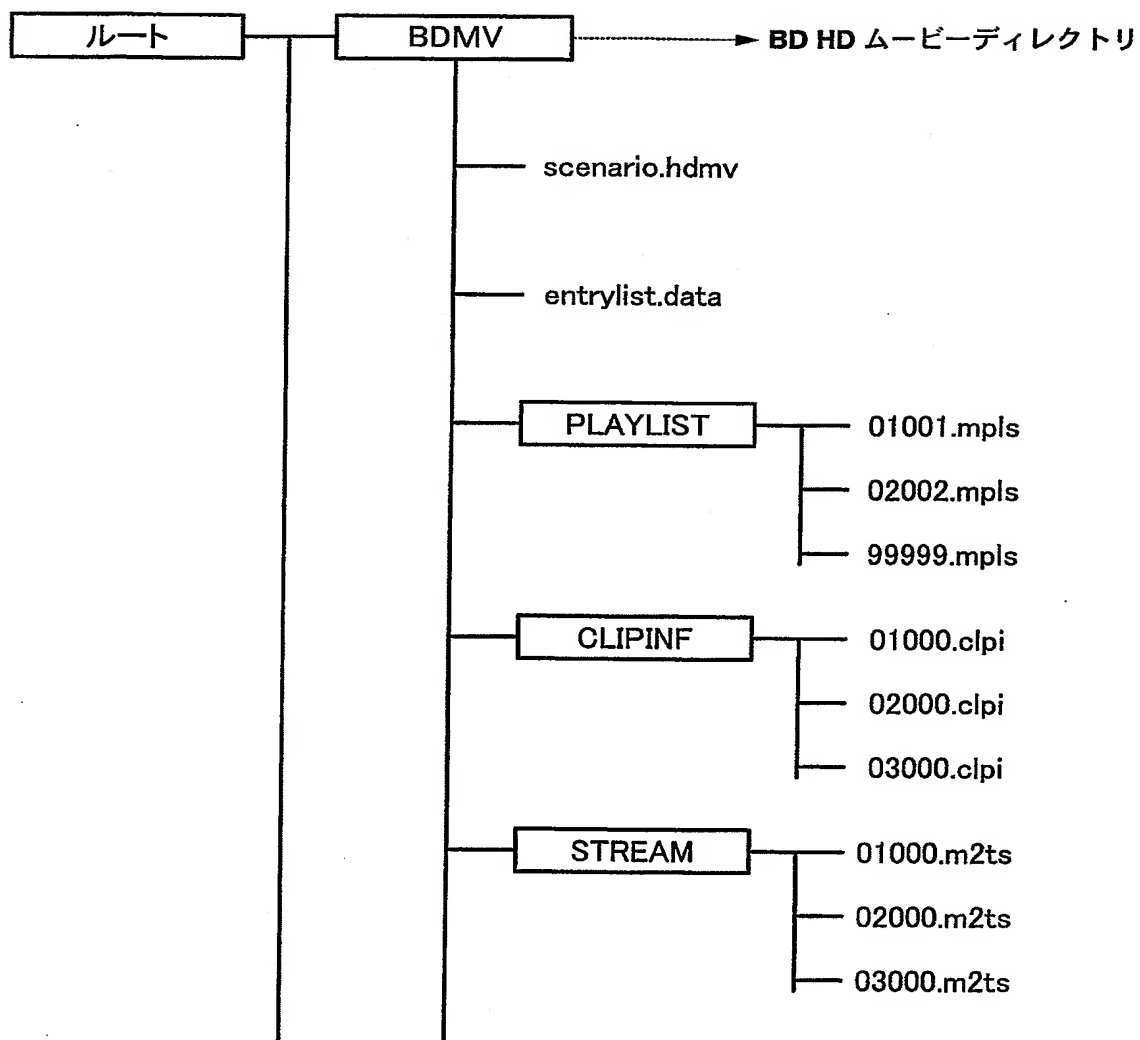 ルート
BDMV
BD HD ムービーディレクトリ
scenario.hdmv
entrylist.data
PLAYLIST
01001.mpls
02002.mpls
99999.mpls
CLIPINF
01000.clpi
02000.clpi
03000.clpi
STREAM
01000.m2ts
02000.m2ts
03000.m2ts